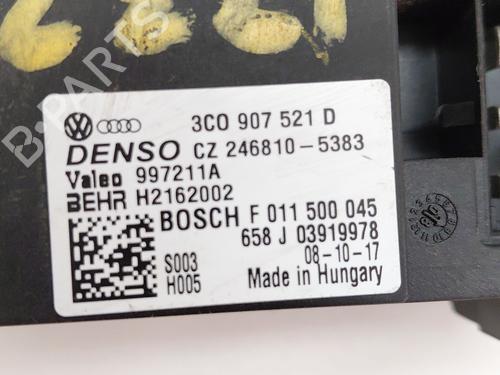 3C0 907 521 D
DENSO CZ 246810-5383
Valeo 997211A
BEHR H2162002
BOSCH F 011 500 045
658 J 03919978
08-10-17
S003
H005
Made in Hungary
B-PARTS